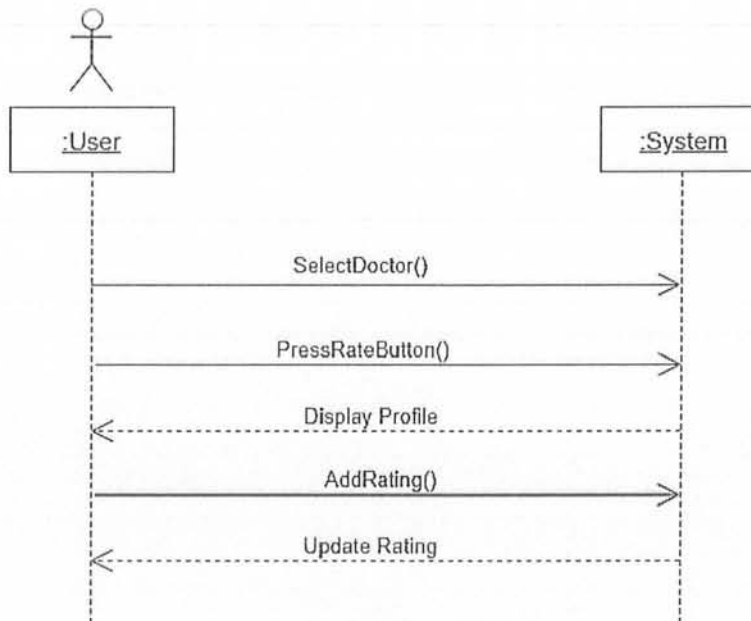 :User
:System
SelectDoctor()
PressRateButton()
Display Profile
AddRating()
Update Rating